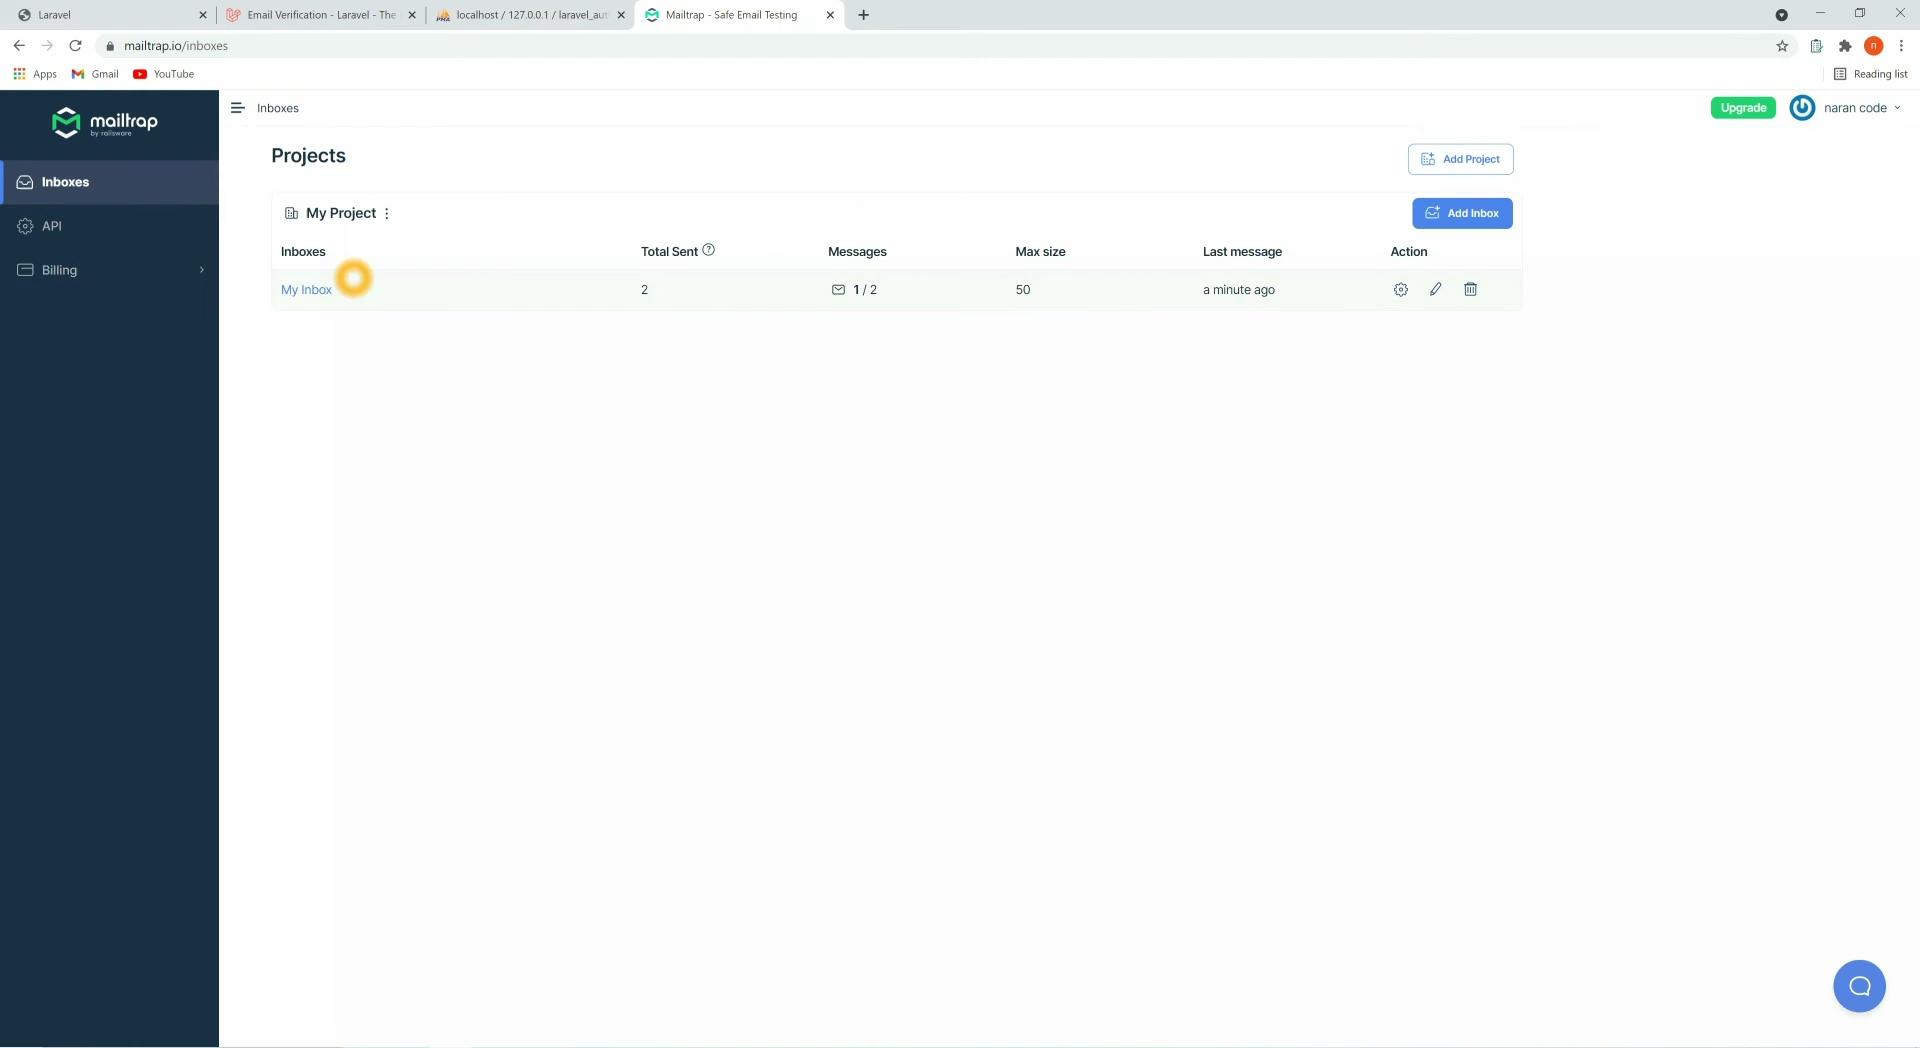 Laravel
Email Verification - Laravel - The
localhost / 127.0.0.1 / laravel_aut
Mailtrap - Safe Email Testing
mailtrap.io/inboxes
n
Apps
Gmail
YouTube
Reading list
mailtrap
by railsware
Inboxes
Upgrade
naran code
Inboxes
API
Billing
Projects
Add Project
My Project
Add Inbox
Inboxes
Total Sent
Messages
Max size
Last message
Action
My Inbox
2
1 / 2
50
a minute ago